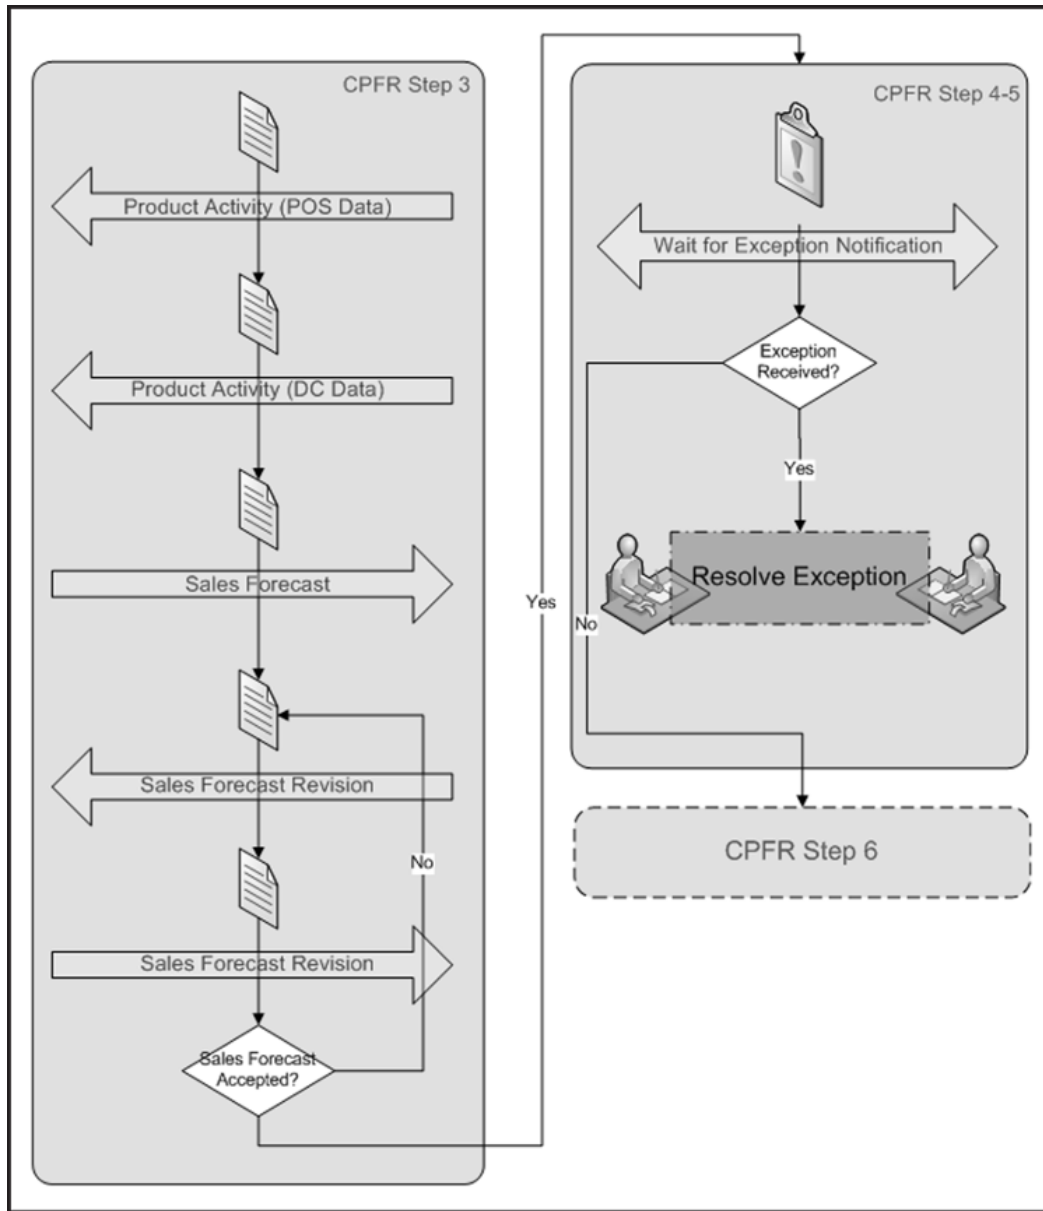 CPFR Step 3
Product Activity (POS Data)
Product Activity (DC Data)
Sales Forecast
Sales Forecast Revision
No
Sales Forecast Revision
Sales Forecast
Accepted?
Yes
CPFR Step 4-5
Wait for Exception Notification
Exception
Received?
Yes
Resolve Exception
No
CPFR Step 6